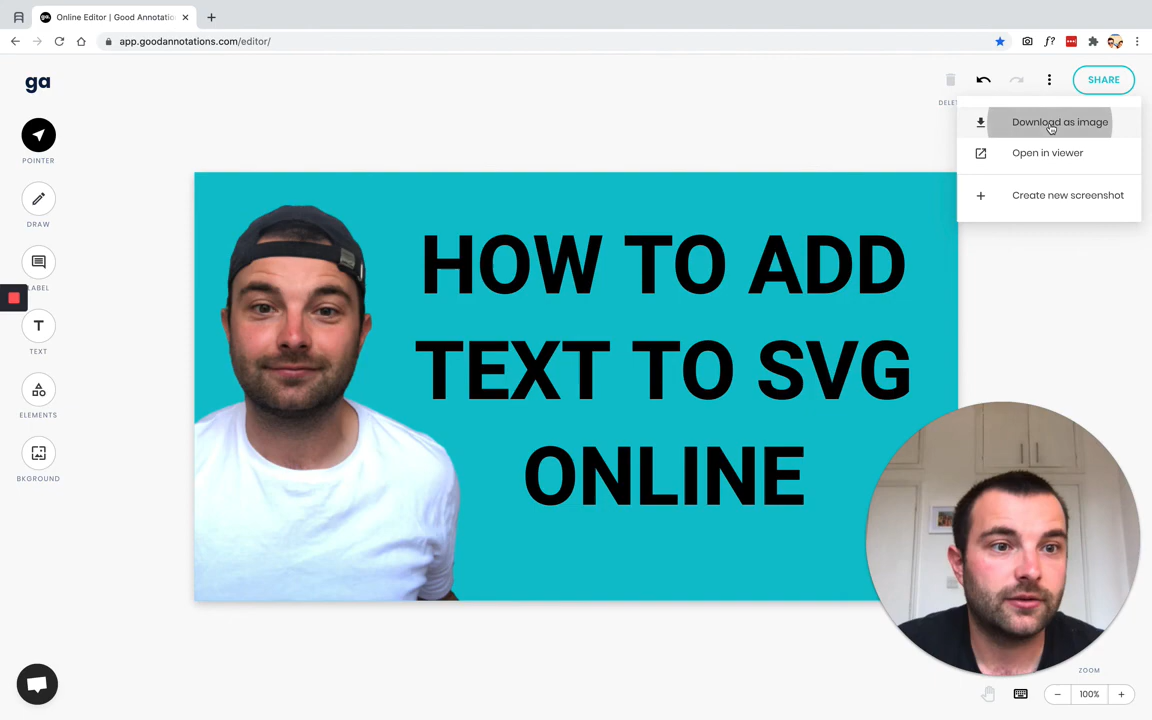 Online Editor | Good Annotatio
app.goodannotations.com/editor/
f?
ga
SHARE
DELET
Download as image
Open in viewer
Create new screenshot
POINTER
DRAW
LABEL
T
TEXT
ELEMENTS
BKGROUND
HOW TO ADD
TEXT TO SVG
ONLINE
ZOOM
100%